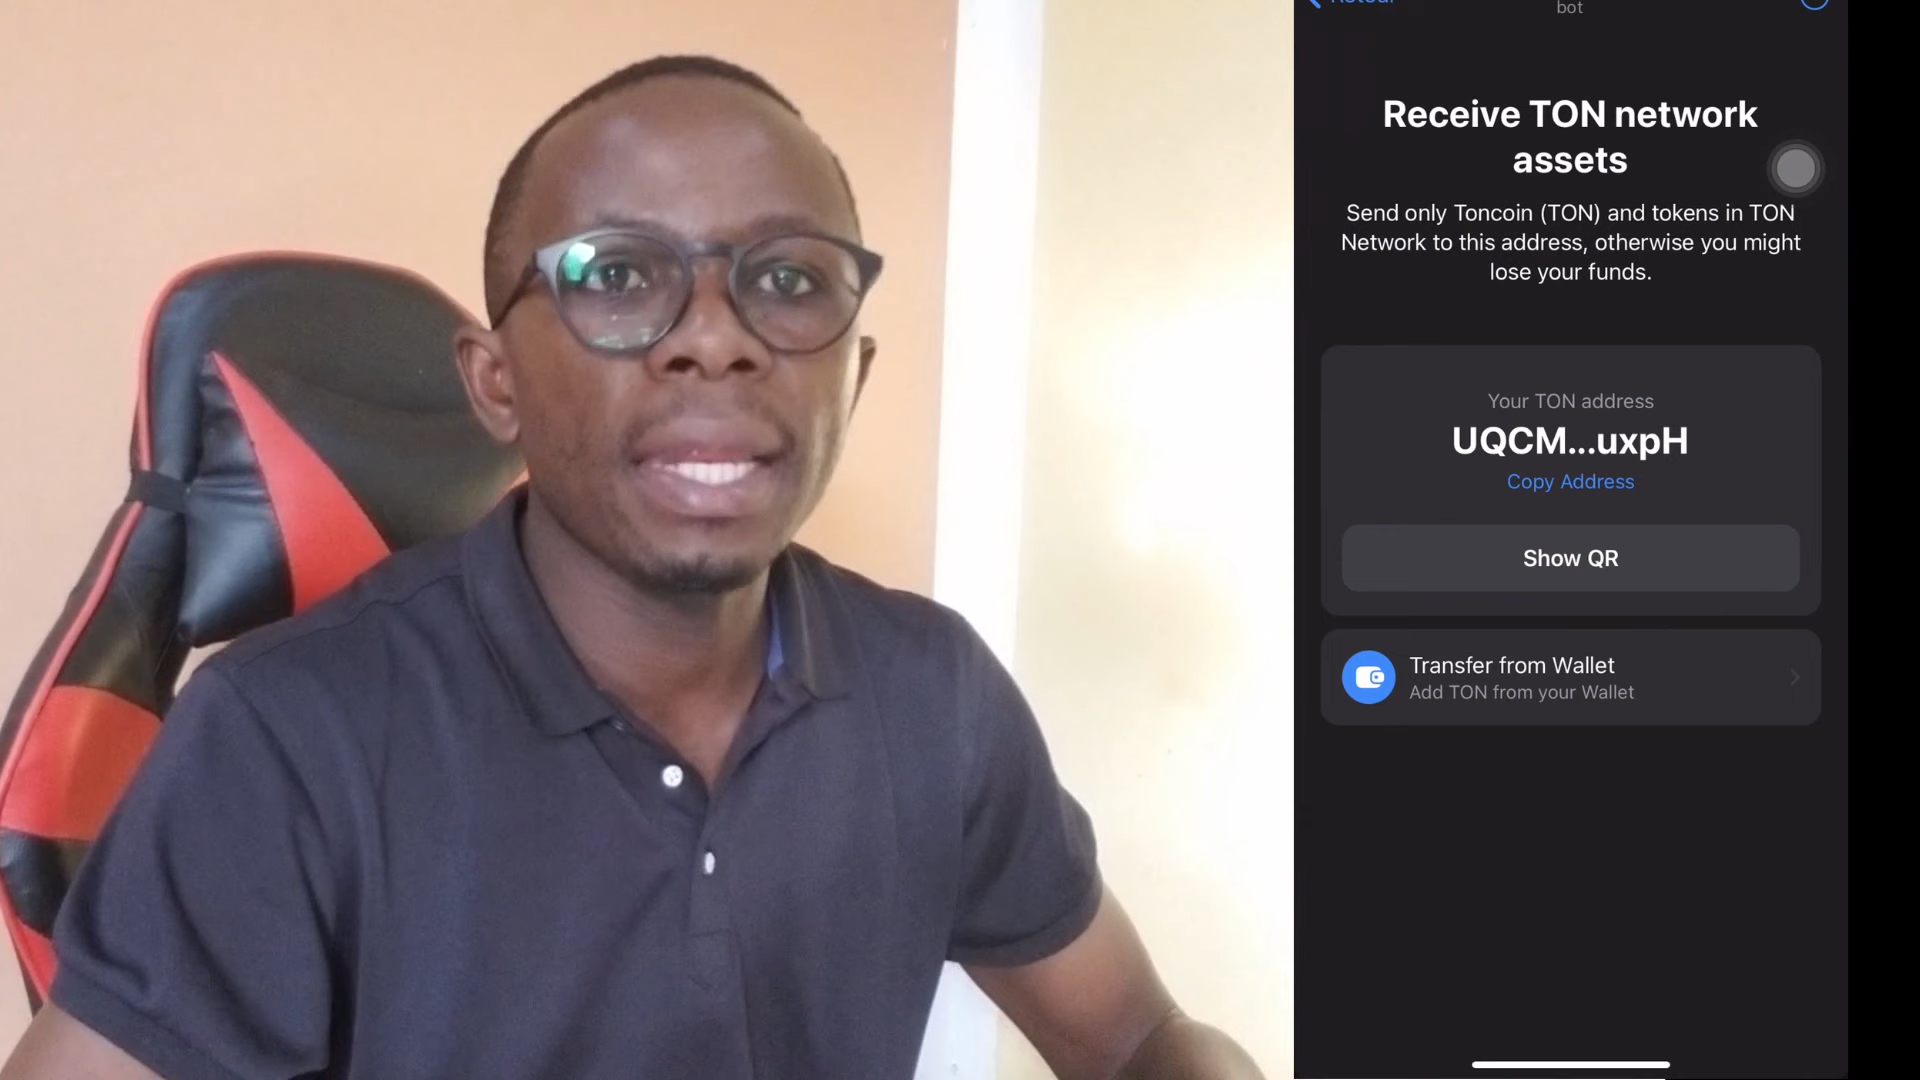 Retour
bot
Receive TON network
assets
Send only Toncoin (TON) and tokens in TON
Network to this address, otherwise you might
lose your funds.
Your TON address
UQCM...uxpH
Copy Address
Show QR
Transfer from Wallet
Add TON from your Wallet